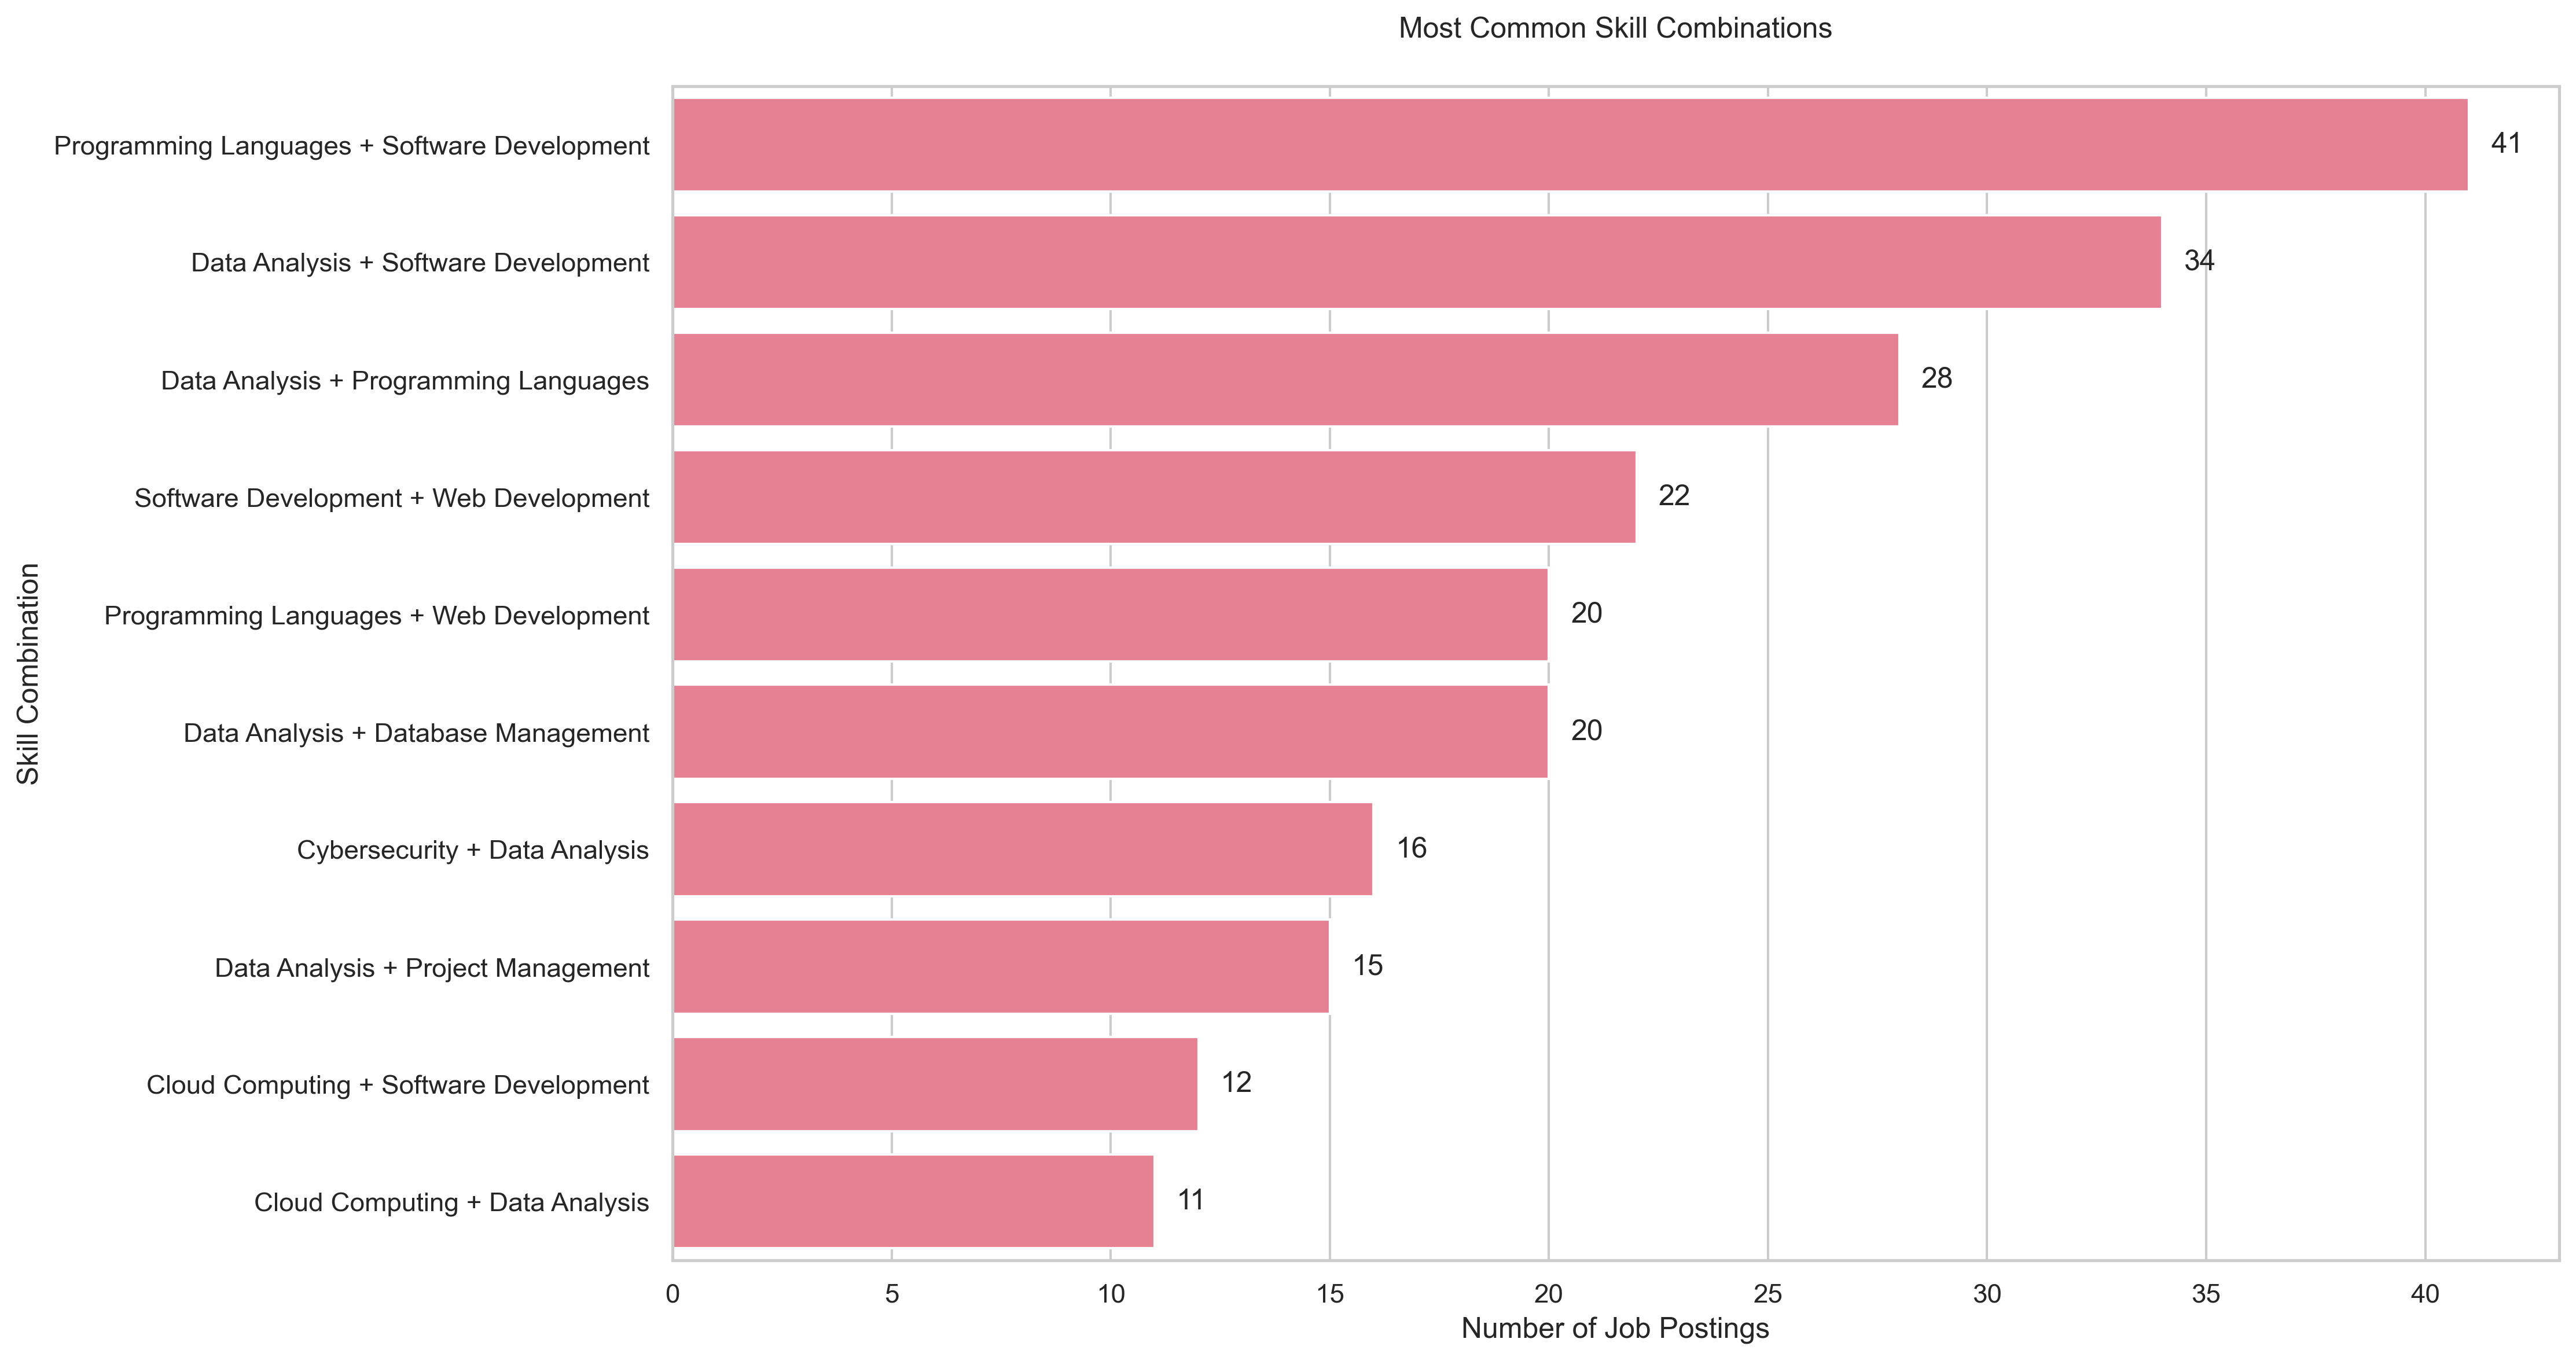 Most Common Skill Combinations
Programming Languages + Software Development
41
Data Analysis + Software Development
34
Data Analysis + Programming Languages
28
Software Development + Web Development
22
Programming Languages + Web Development
20
Data Analysis + Database Management
20
Cybersecurity + Data Analysis
16
Data Analysis + Project Management
15
Cloud Computing + Software Development
12
Cloud Computing + Data Analysis
11
Skill Combination
0 5 10 15 20 25 30 35 40
Number of Job Postings